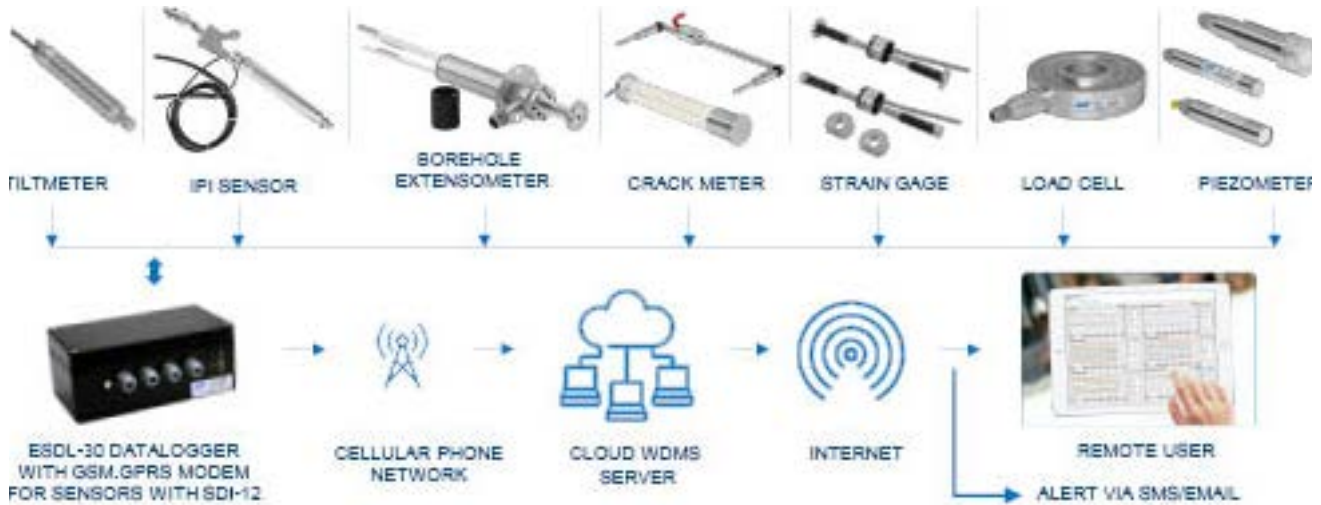 TILTMETER
IPI SENSOR
BOREHOLE
EXTENSOMETER
CRACK METER
STRAIN GAGE
LOAD CELL
PIEZOMETER
ESDL-30 DATALOGGER
WITH GSM.GPRS MODEM
FOR SENSORS WITH SDI-12
CELLULAR PHONE
NETWORK
CLOUD WDMS
SERVER
INTERNET
REMOTE USER
ALERT VIA SMS/EMAIL